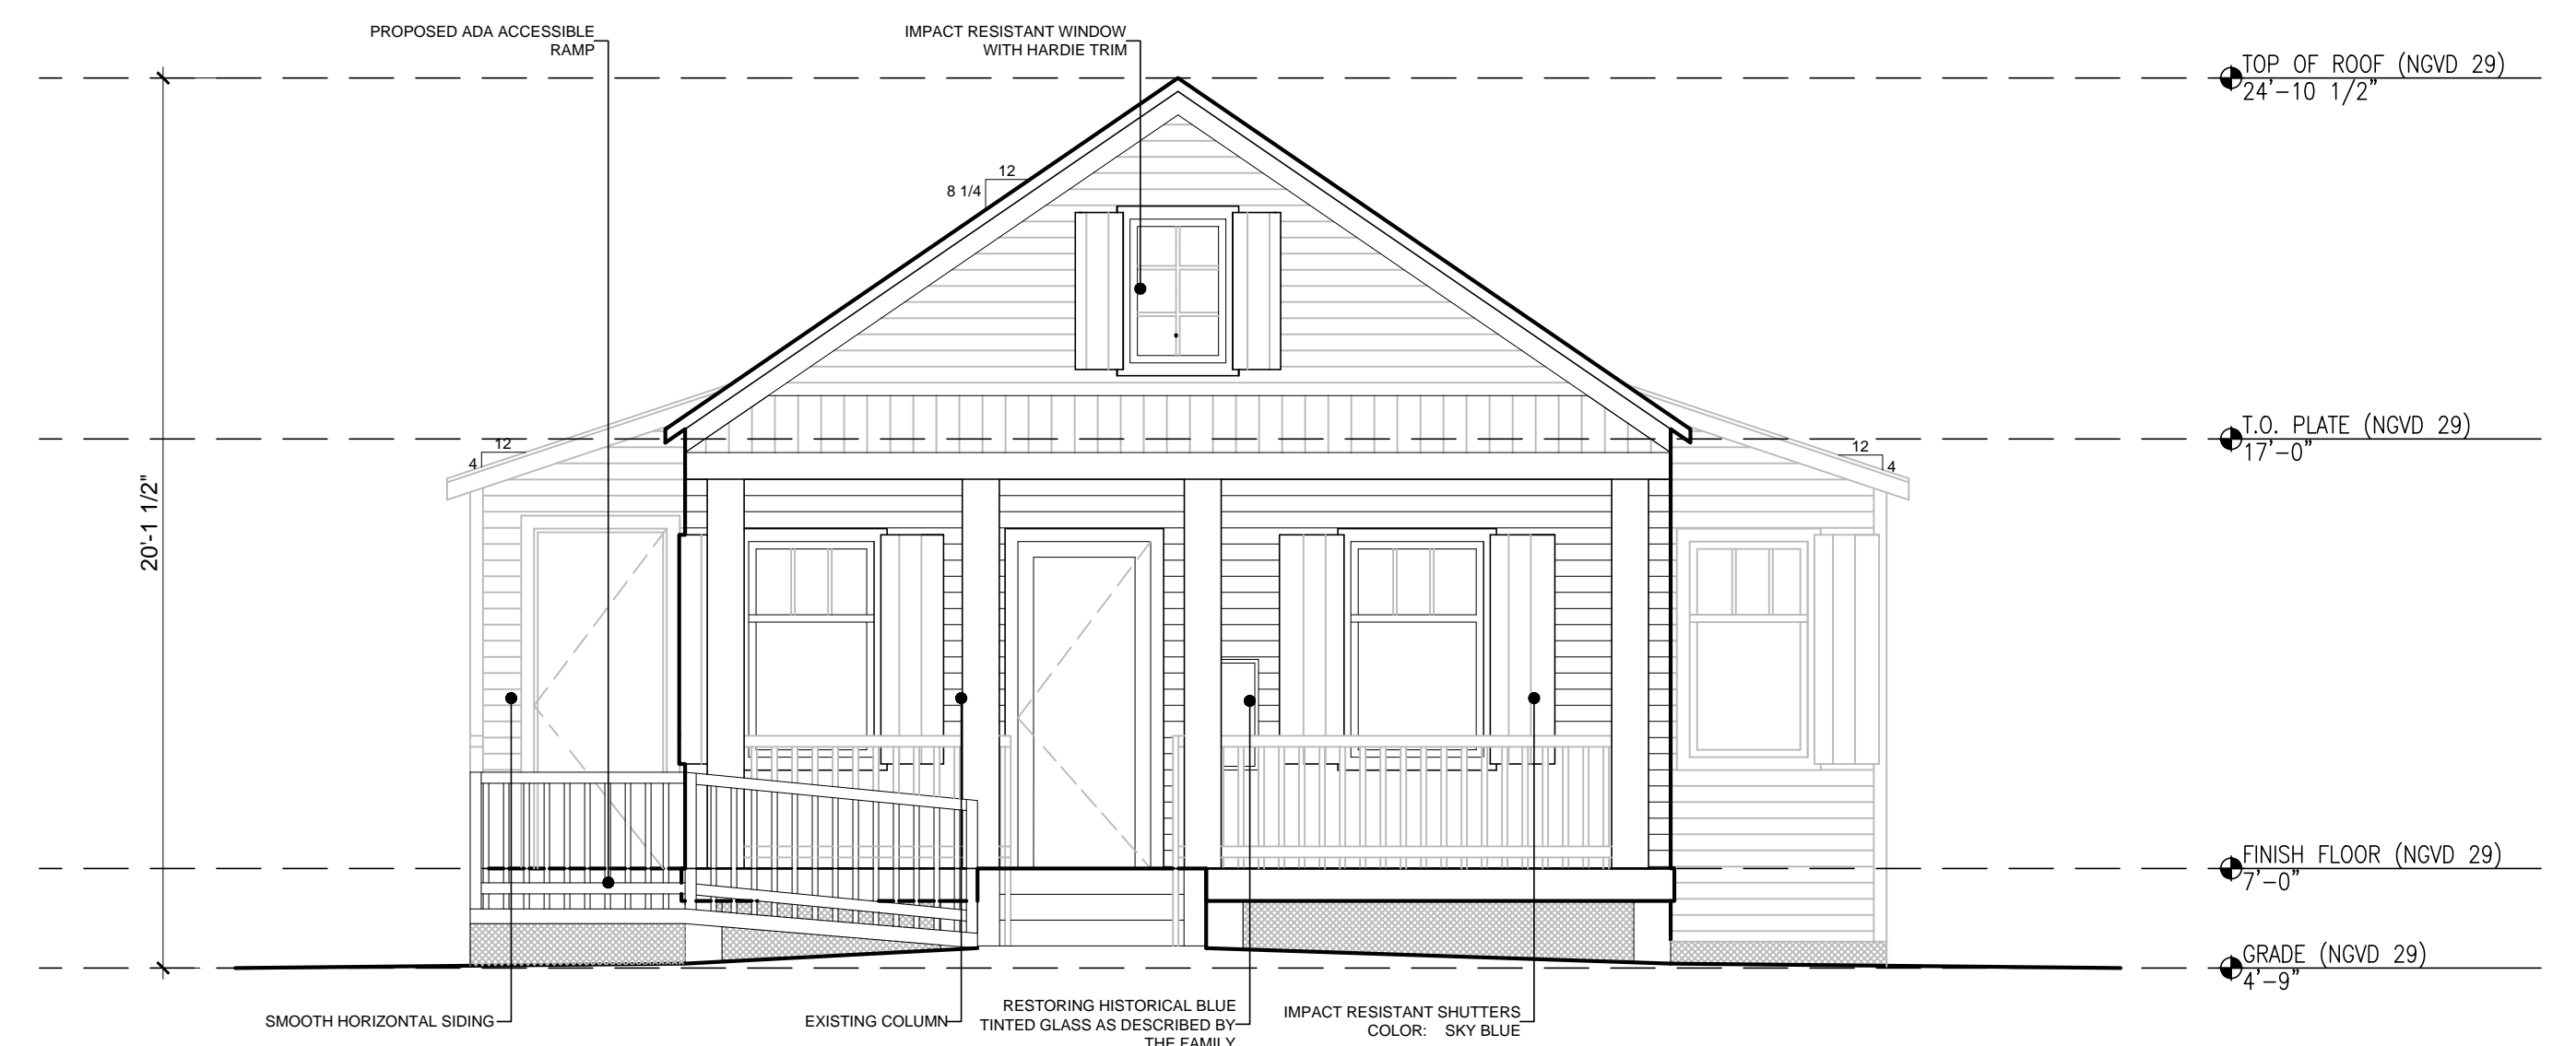 PROPOSED ADA ACCESSIBLE
RAMP
IMPACT RESISTANT WINDOW
WITH HARDIE TRIM
TOP OF ROOF (NGVD 29)
24'-10 1/2"
12
8 1/4
T.O. PLATE (NGVD 29)
17'-0"
12
4
12
4
20'-1 1/2"
FINISH FLOOR (NGVD 29)
7'-0"
GRADE (NGVD 29)
4'-9"
SMOOTH HORIZONTAL SIDING
EXISTING COLUMN
RESTORING HISTORICAL BLUE
TINTED GLASS AS DESCRIBED BY
THE FAMILY
IMPACT RESISTANT SHUTTERS
COLOR: SKY BLUE